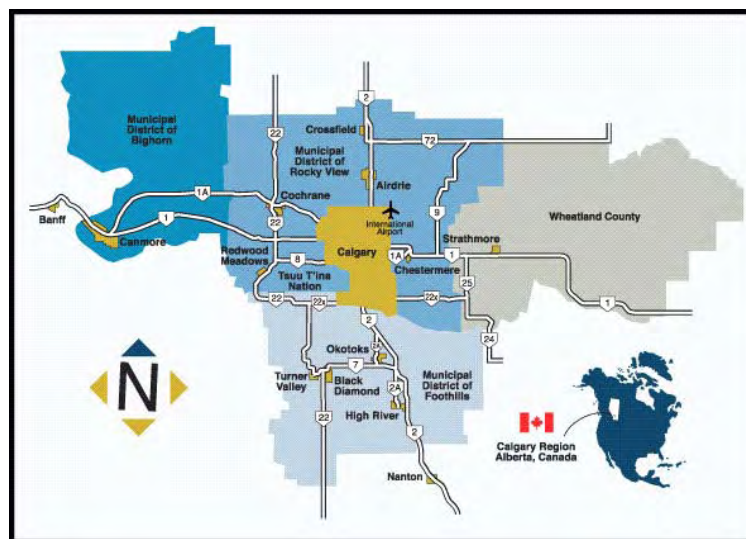 Municipal
District of
Bighorn
Crossfield
Municipal
District of
Rocky View
Airdrie
Cochrane
International
Airport
Banff
Canmore
Redwood
Meadows
Tsuu T'ina
Nation
Calgary
Chestermere
Strathmore
Wheatland County
Okotoks
Turner
Valley
Black
Diamond
High River
Municipal
District of
Foothills
Nanton
N
Calgary Region
Alberta, Canada
2
22
72
1A
1
22
9
8
1A
1
25
22
22x
22x
24
1
2
2A
7
2A
22
2